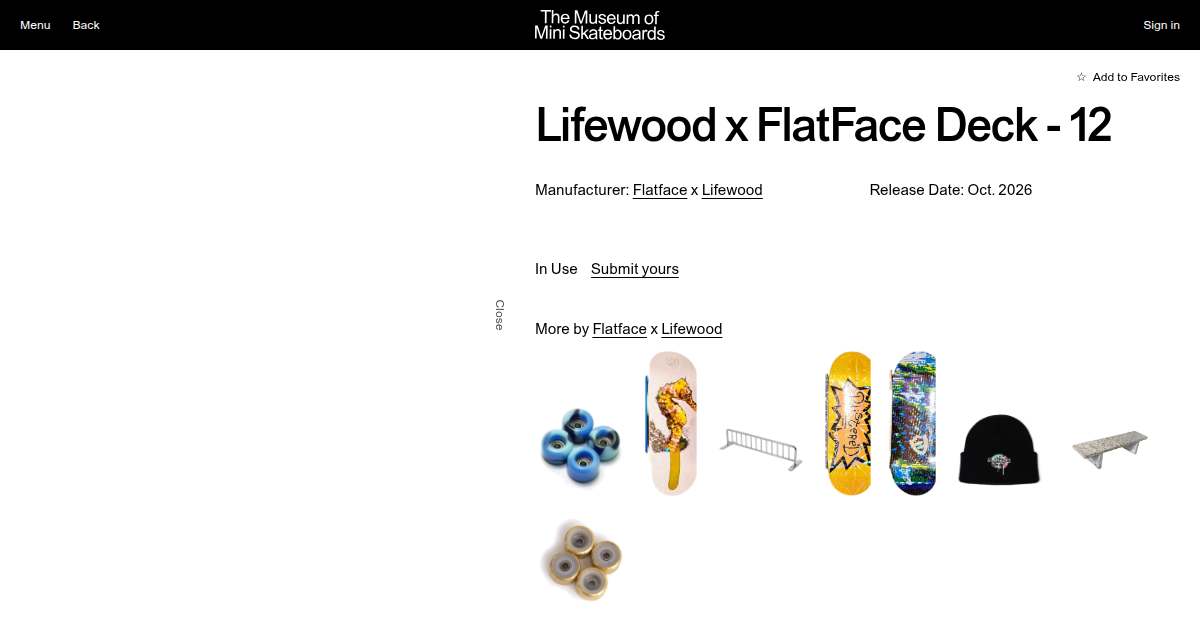 Menu
Back
The Museum of
Mini Skateboards
Sign in
☆ Add to Favorites
Lifewood x FlatFace Deck - 12
Manufacturer: Flatface x Lifewood
Release Date: Oct. 2026
In Use
Submit yours
Close
More by Flatface x Lifewood